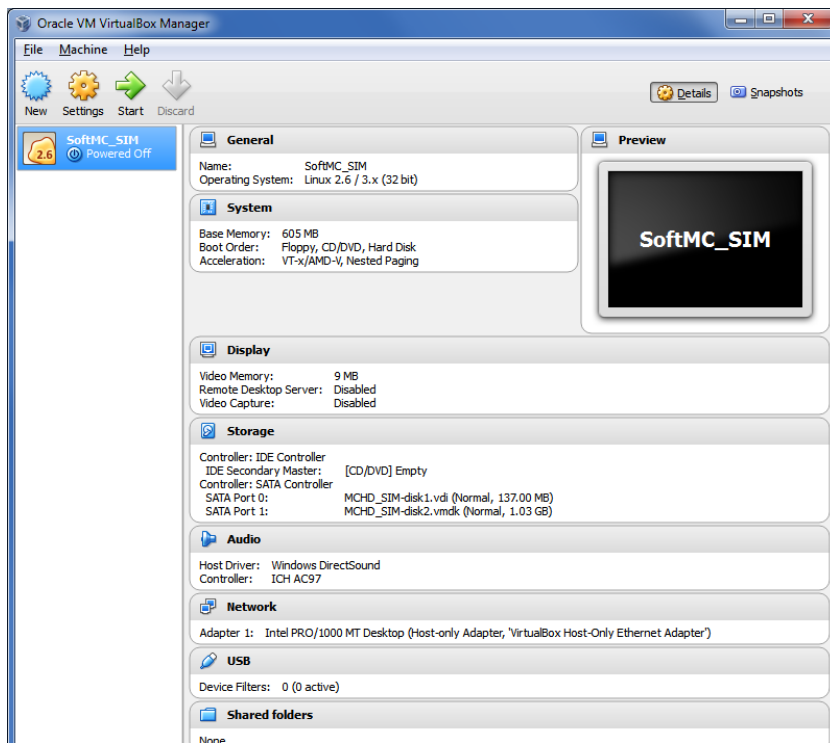 Oracle VM VirtualBox Manager
File Machine Help
New Settings Start Discard
Details Snapshots
2.6
SoftMC_SIM
Powered Off
General
Name: SoftMC_SIM
Operating System: Linux 2.6 / 3.x (32 bit)
Preview
SoftMC_SIM
System
Base Memory: 605 MB
Boot Order: Floppy, CD/DVD, Hard Disk
Acceleration: VT-x/AMD-V, Nested Paging
Display
Video Memory: 9 MB
Remote Desktop Server: Disabled
Video Capture: Disabled
Storage
Controller: IDE Controller
IDE Secondary Master: [CD/DVD] Empty
Controller: SATA Controller
SATA Port 0: MCHD_SIM-disk1.vdi (Normal, 137.00 MB)
SATA Port 1: MCHD_SIM-disk2.vmdk (Normal, 1.03 GB)
Audio
Host Driver: Windows DirectSound
Controller: ICH AC97
Network
Adapter 1: Intel PRO/1000 MT Desktop (Host-only Adapter, 'VirtualBox Host-Only Ethernet Adapter')
USB
Device Filters: 0 (0 active)
Shared folders
None